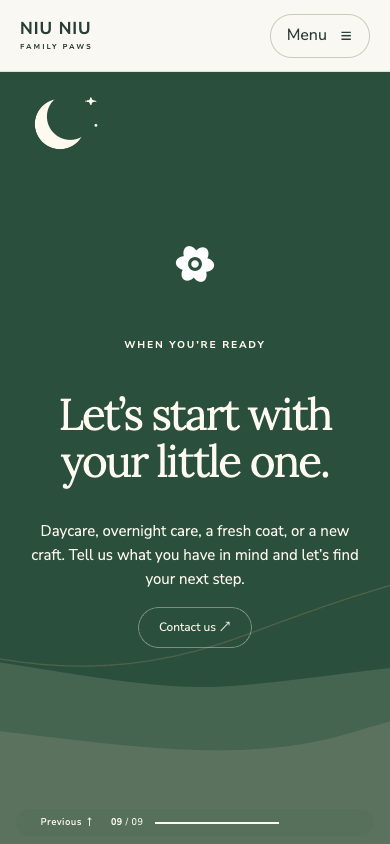 NIU NIU
FAMILY PAWS
Menu
WHEN YOU'RE READY
Let’s start with
your little one.
Daycare, overnight care, a fresh coat, or a new
craft. Tell us what you have in mind and let’s find
your next step.
Contact us ↗
Previous ↑ 09 / 09